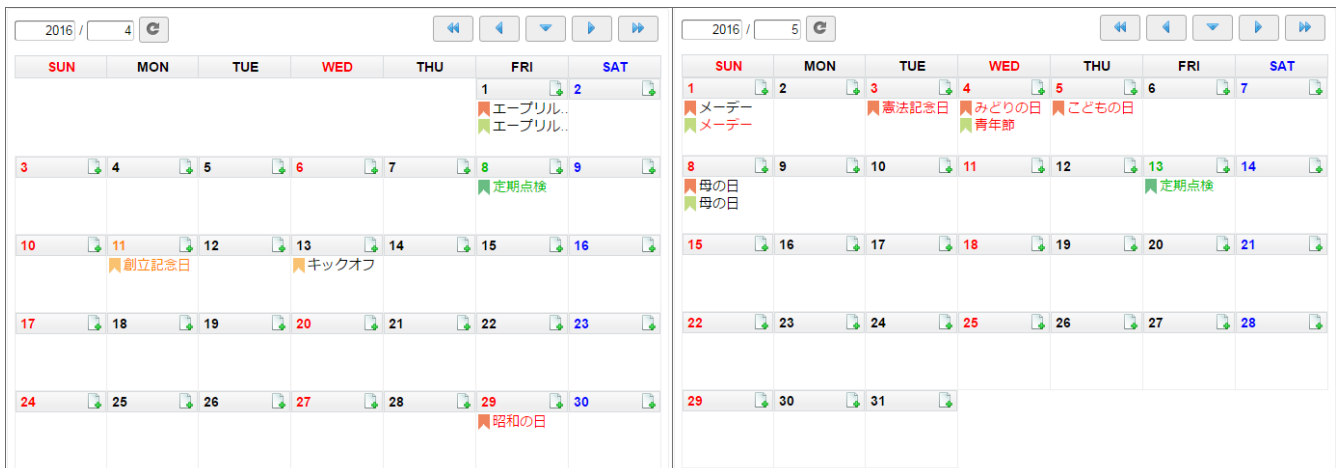 2016 / 4
SUN MON TUE WED THU FRI SAT
1 2
エープリル..
エープリル..
3 4 5 6 7 8 9
定期点検
10 11 12 13 14 15 16
創立記念日 キックオフ
17 18 19 20 21 22 23
24 25 26 27 28 29 30
昭和の日
2016 / 5
SUN MON TUE WED THU FRI SAT
1 2 3 4 5 6 7
メーデー 憲法記念日 みどりの日 こどもの日
メーデー 青年節
8 9 10 11 12 13 14
母の日 定期点検
母の日
15 16 17 18 19 20 21
22 23 24 25 26 27 28
29 30 31